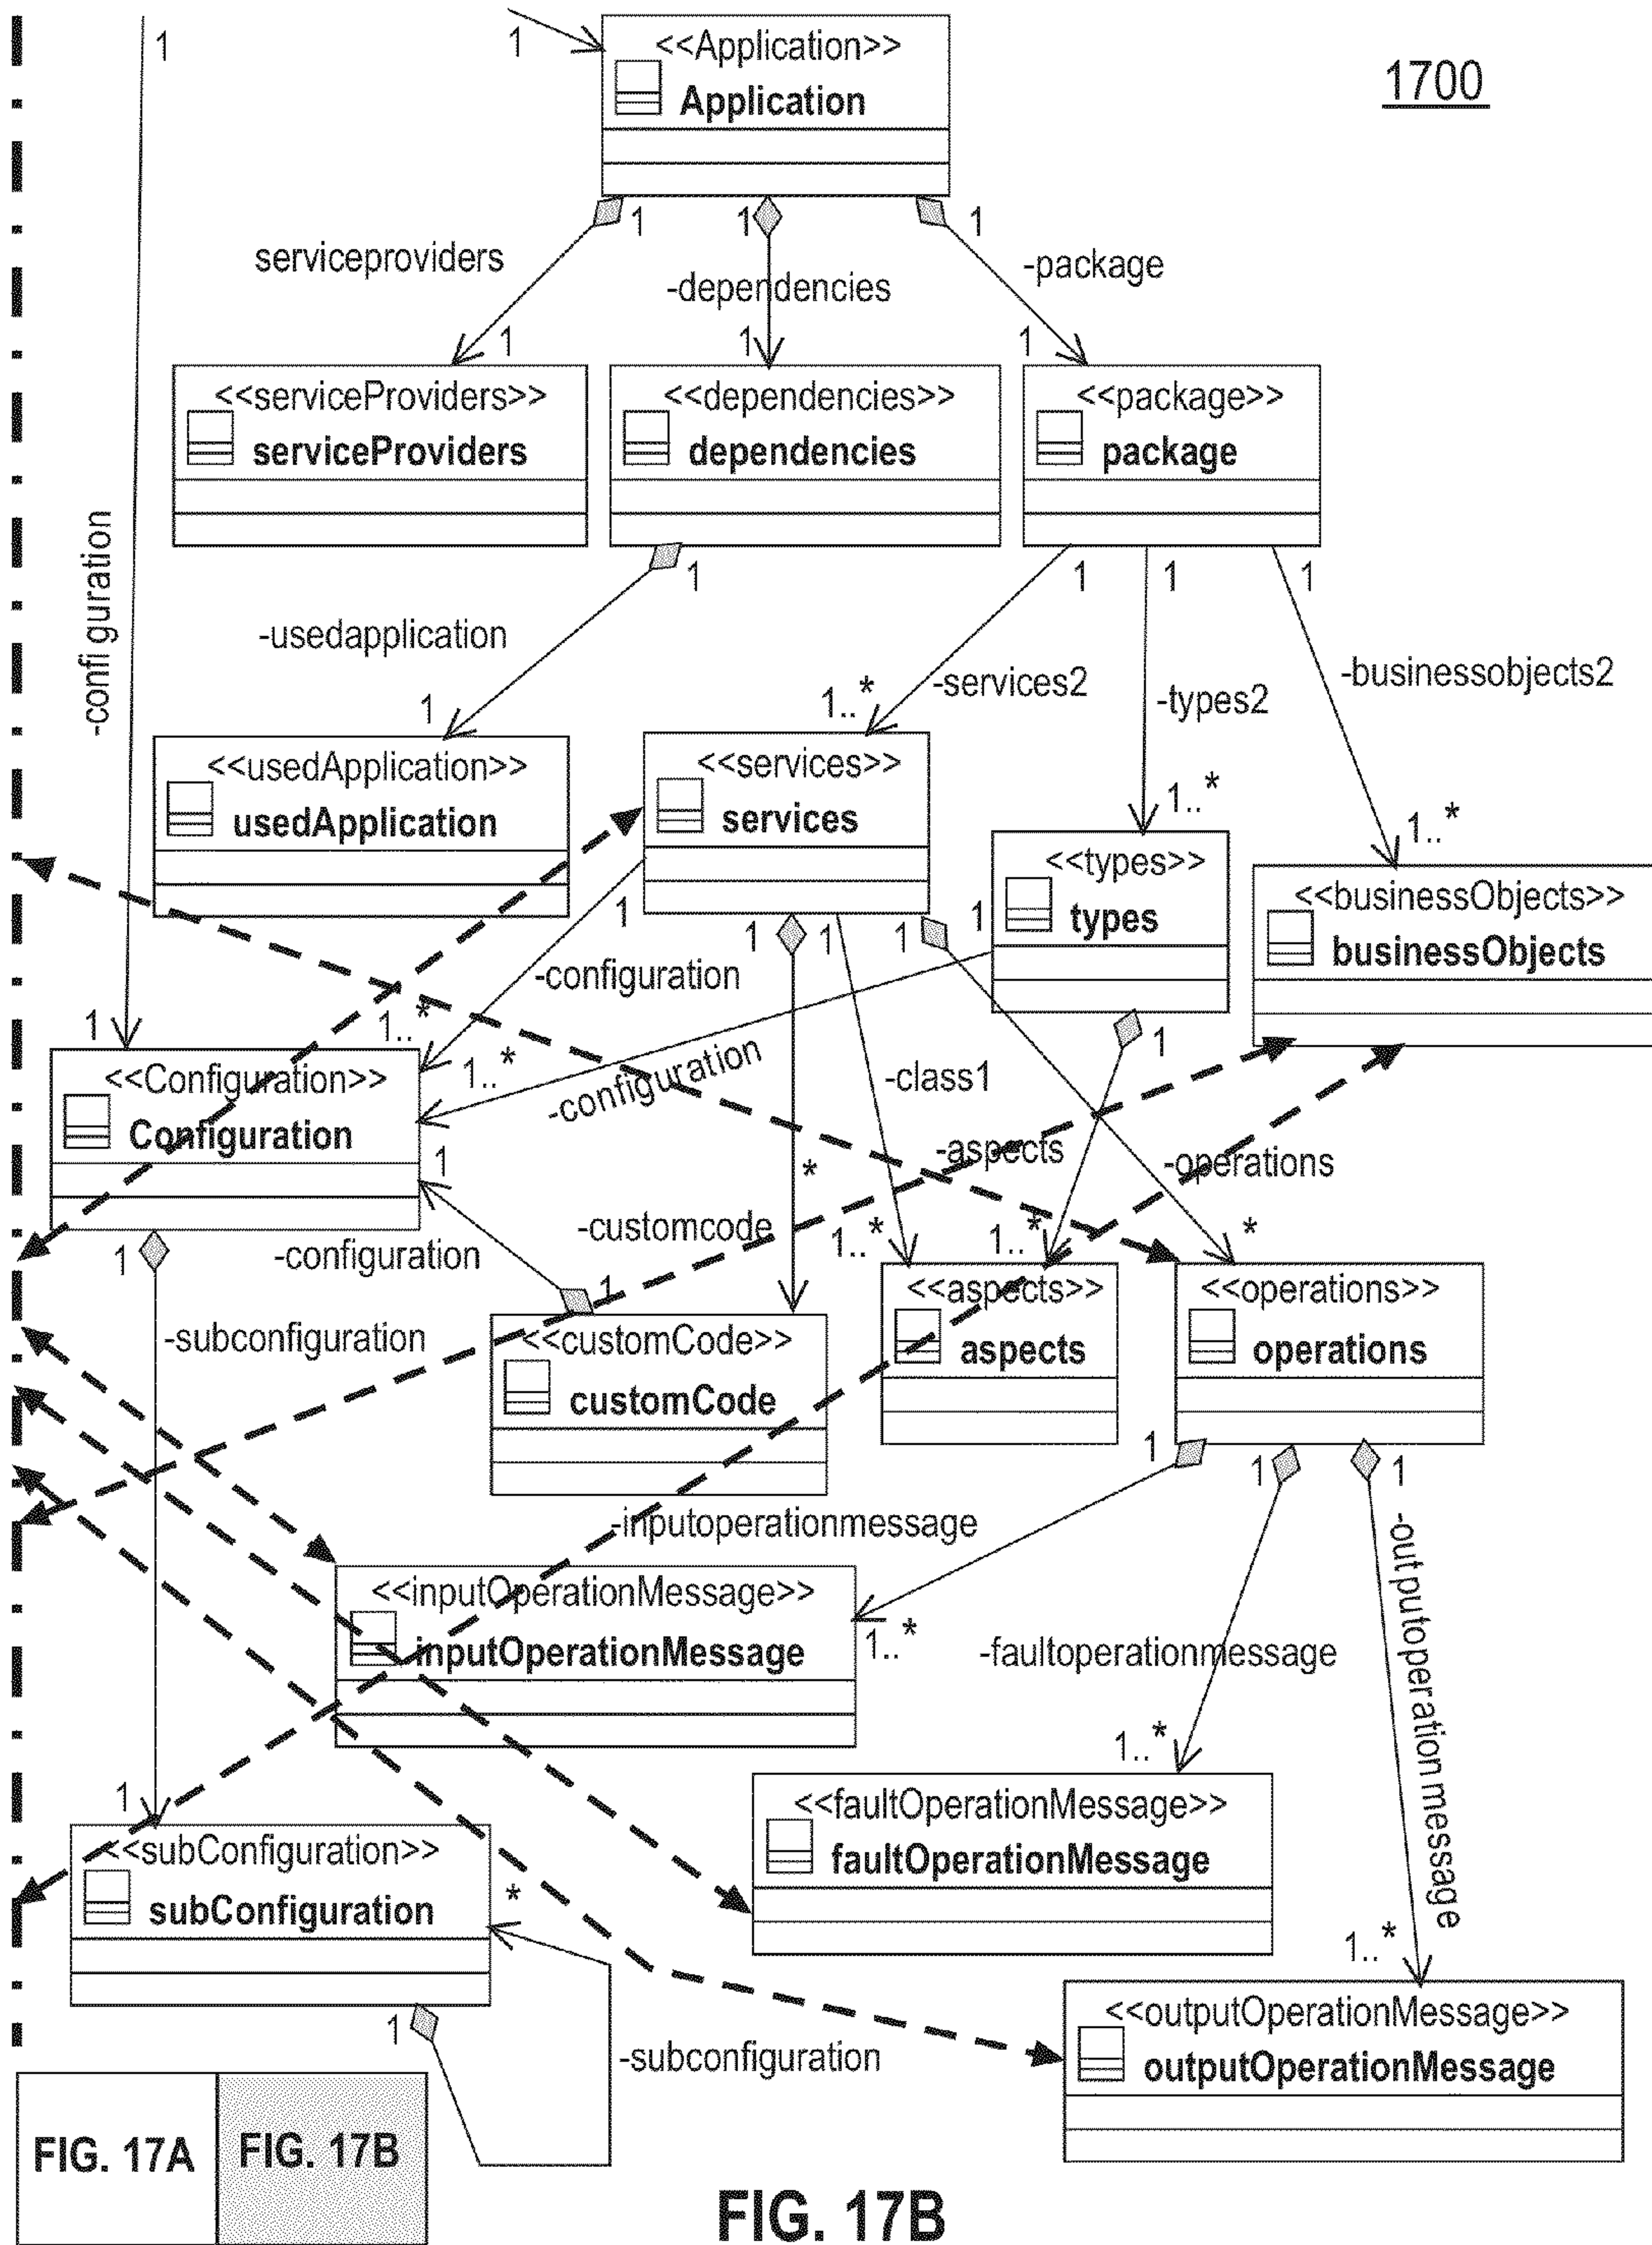 1
1
<<Application>>
Application
1700
1
1
1
serviceproviders
-dependencies
-package
1
1
1
<<serviceProviders>>
serviceProviders
<<dependencies>>
dependencies
<<package>>
package
-confi guration
1
1
1
1
-usedapplication
-services2
-types2
-businessobjects2
1
1..*
1..*
1..*
<<usedApplication>>
usedApplication
<<services>>
services
<<types>>
types
<<businessObjects>>
businessObjects
1
1
1
1
1
-configuration
1
1..*
1..*
1
<<Configuration>>
Configuration
-configuration
-class1
1
-aspects
-operations
*
-customcode
1..*
1..*
*
1
-configuration
1
<<aspects>>
aspects
<<operations>>
operations
-subconfiguration
<<customCode>>
customCode
1
1
1
-inputoperationmessage
-outputoperation message
<<inputOperationMessage>>
inputOperationMessage
1..*
-faultoperationmessage
1..*
1
<<faultOperationMessage>>
faultOperationMessage
<<subConfiguration>>
subConfiguration
*
1..*
1
-subconfiguration
<<outputOperationMessage>>
outputOperationMessage
FIG. 17A
FIG. 17B
FIG. 17B